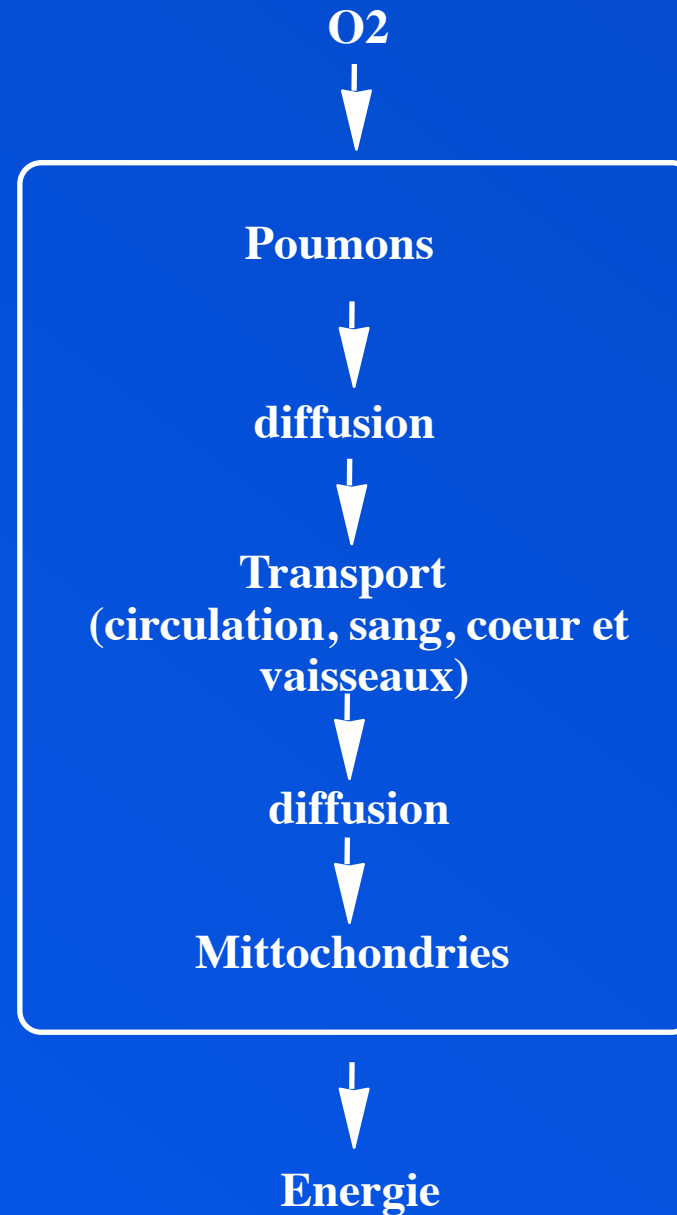 O2
Poumons
diffusion
Transport
(circulation, sang, coeur et
vaisseaux)
diffusion
Mittochondries
Energie